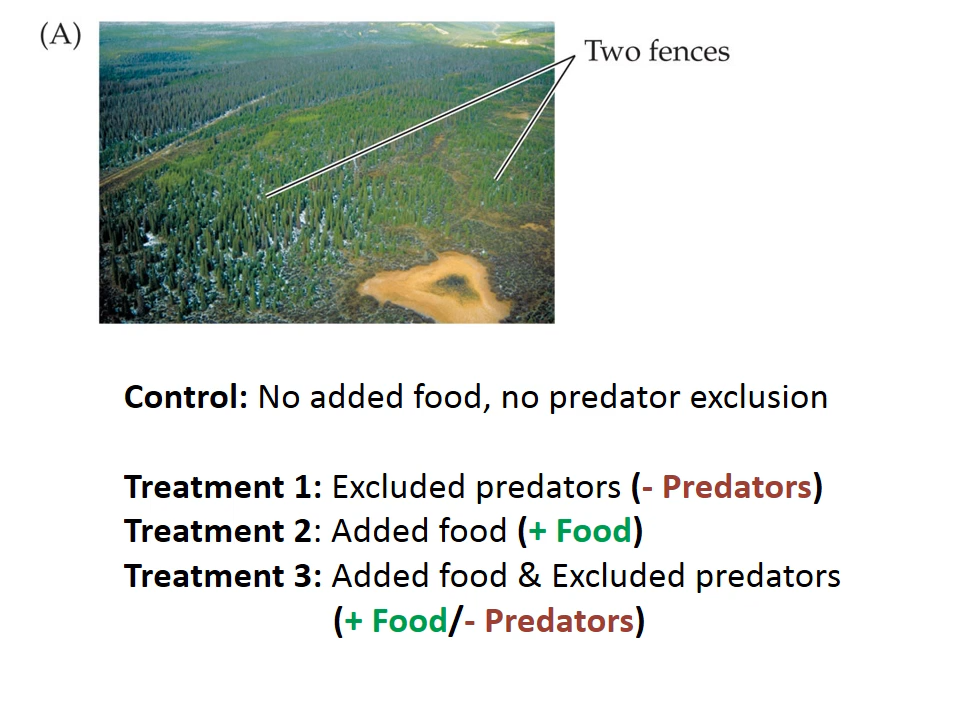 (A)
Two fences
Control: No added food, no predator exclusion
Treatment 1: Excluded predators (- Predators)
Treatment 2: Added food (+ Food)
Treatment 3: Added food & Excluded predators
(+ Food/- Predators)